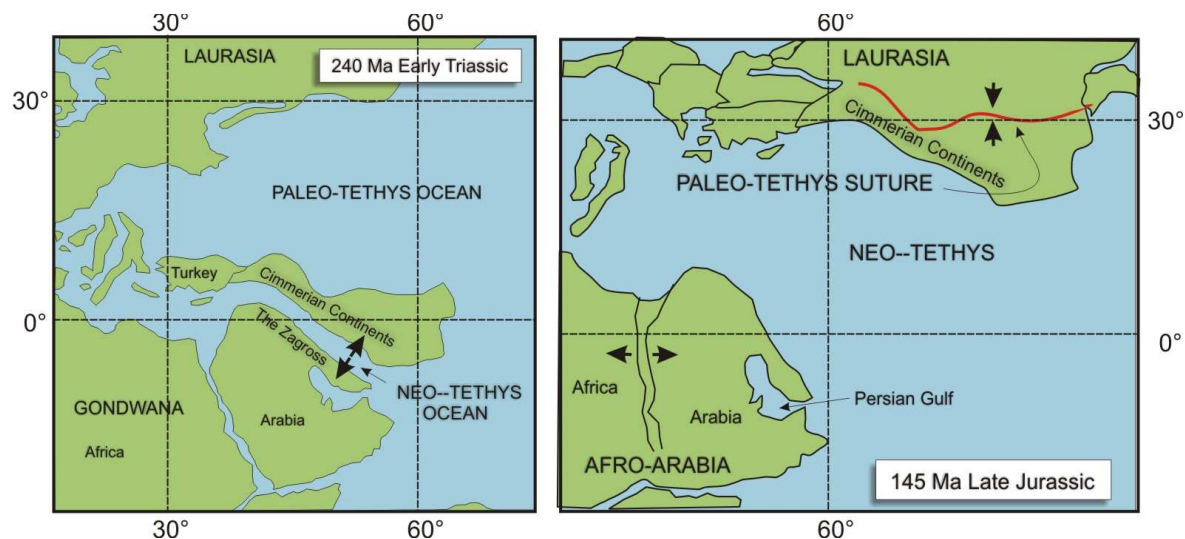 30°
60°
LAURASIA
240 Ma Early Triassic
30°
PALEO-TETHYS OCEAN
Turkey
Cimmerian Continents
0°
The Zagross
NEO--TETHYS
OCEAN
GONDWANA
Arabia
Africa
30°
60°
60°
LAURASIA
Cimmerian Continents
30°
PALEO-TETHYS SUTURE
NEO--TETHYS
0°
Africa
Arabia
Persian Gulf
AFRO-ARABIA
145 Ma Late Jurassic
60°